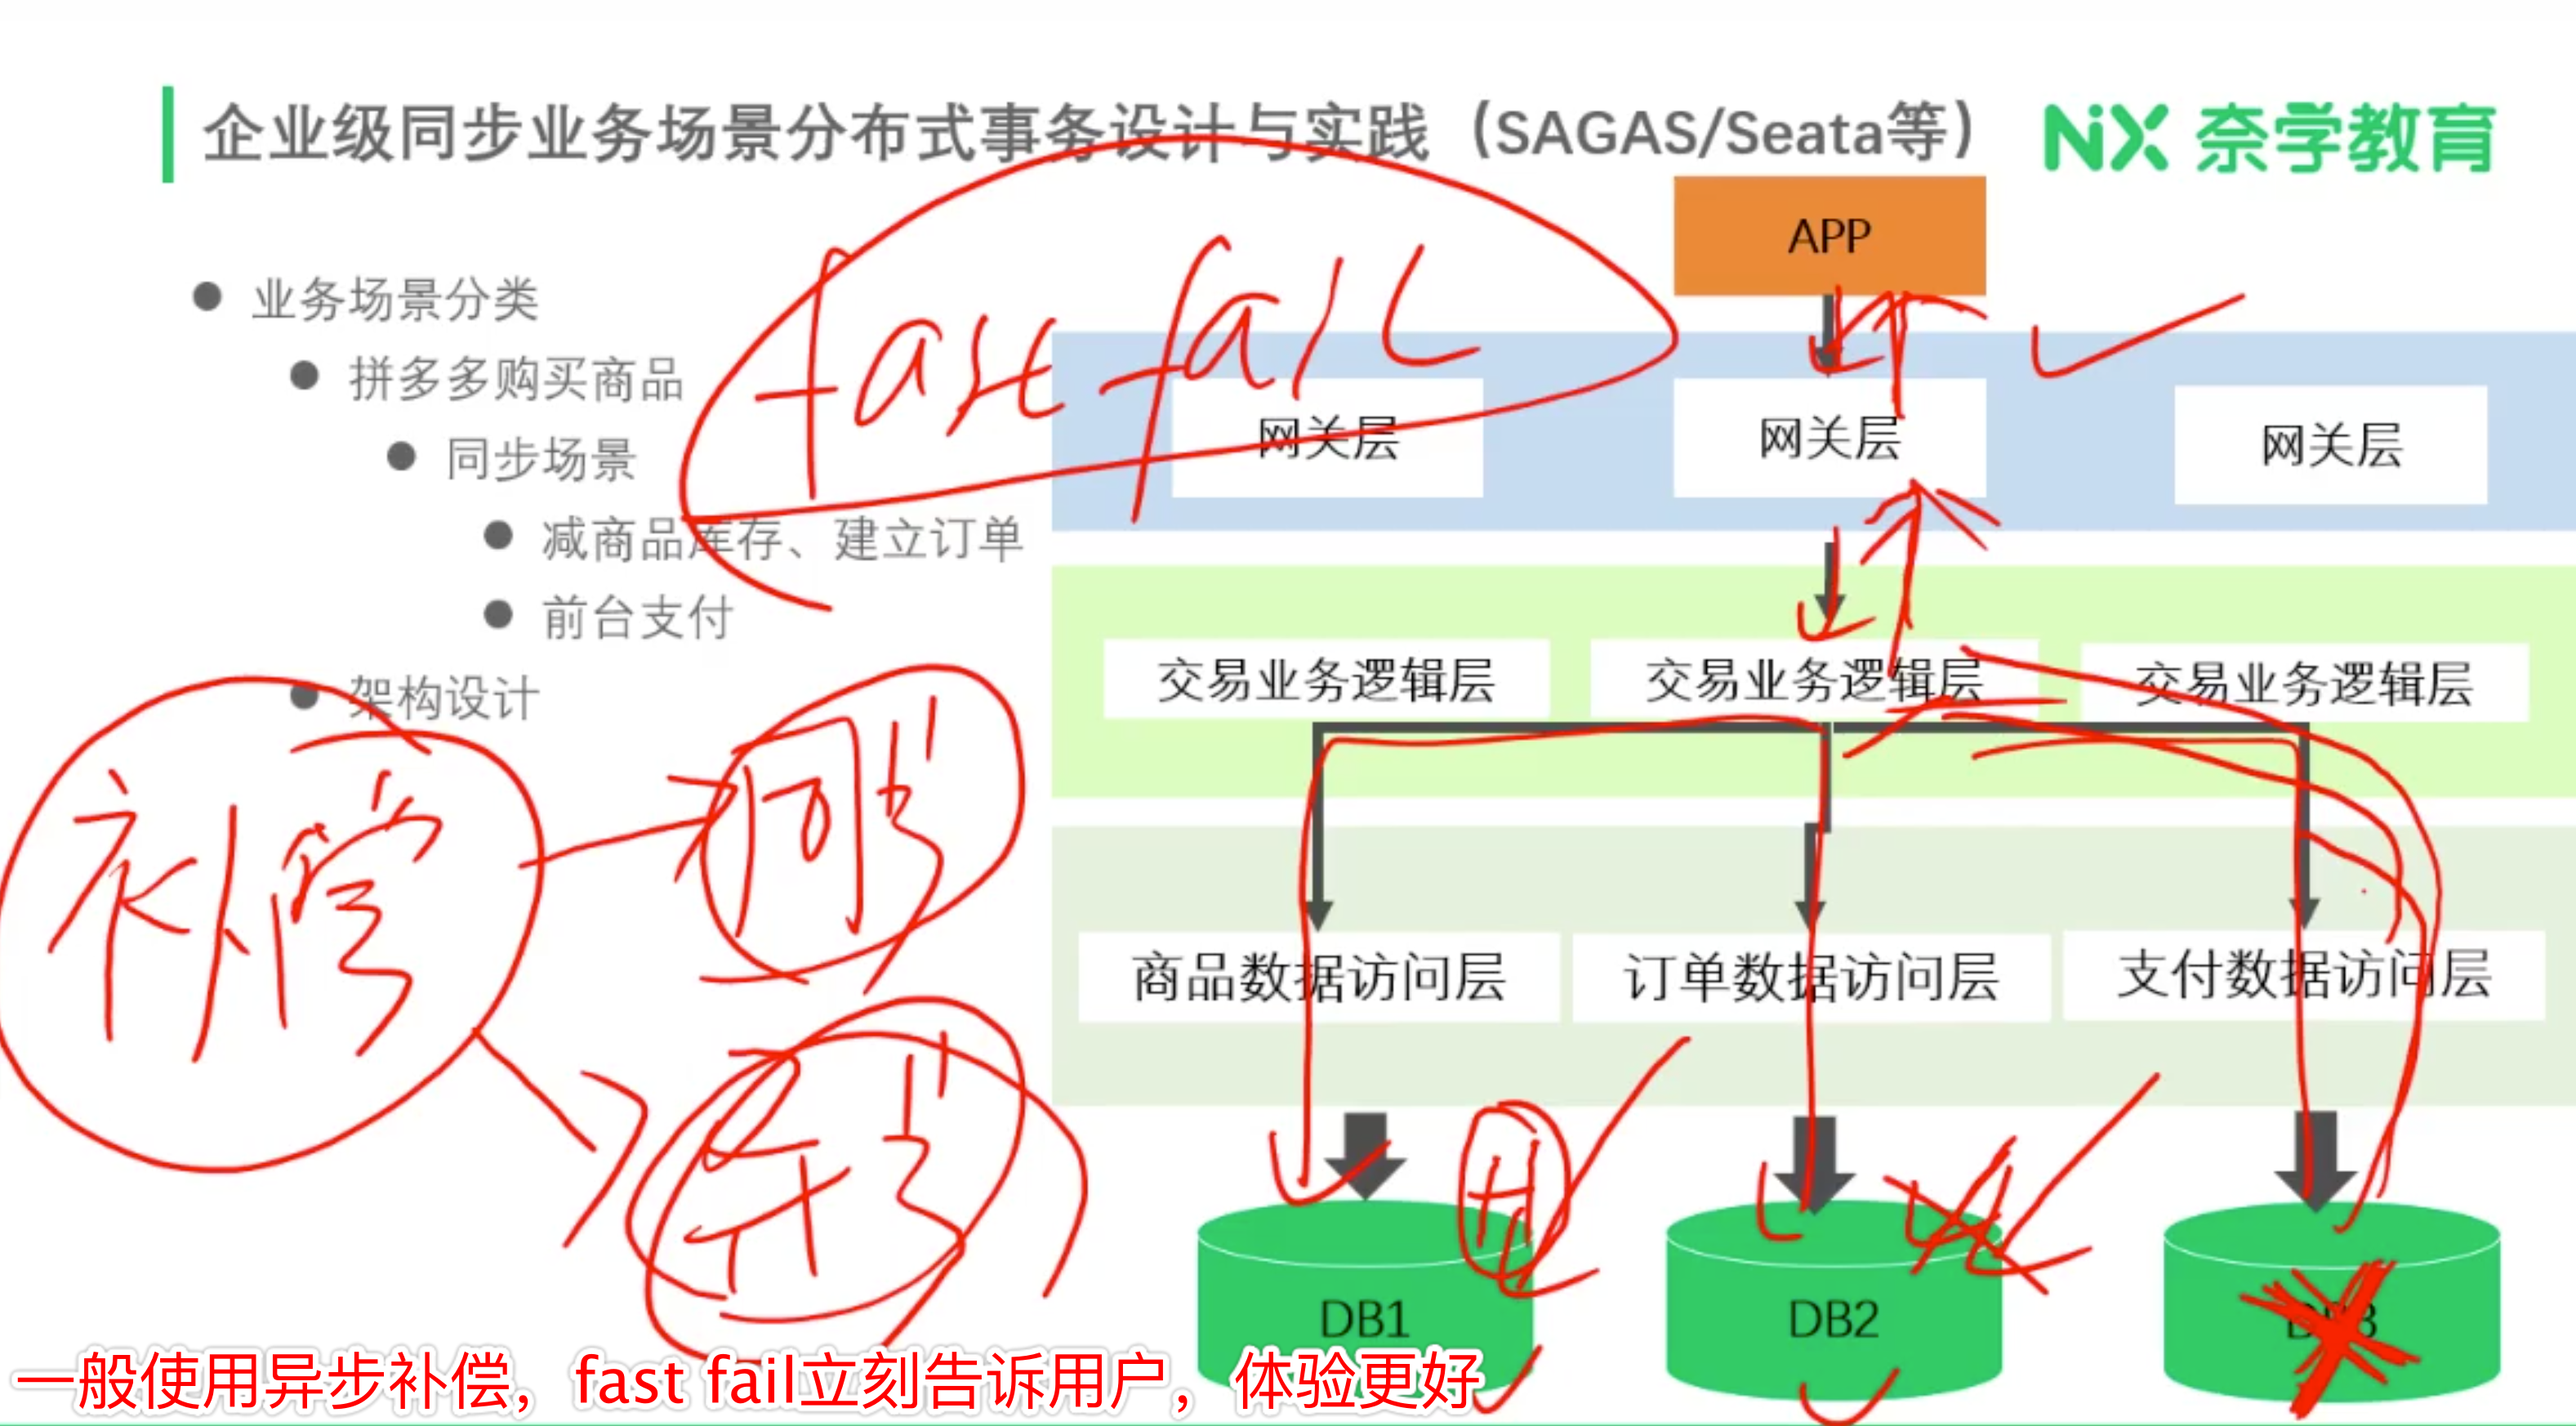 企业级同步业务场景分布式事务设计与实践（SAGAS/Seata等）
NX 奈学教育
APP
业务场景分类
拼多多购买商品
同步场景
减商品库存、建立订单
前台支付
架构设计
fast fail
网关层
网关层
网关层
交易业务逻辑层
交易业务逻辑层
交易业务逻辑层
补偿
同步
异步
商品数据访问层
订单数据访问层
支付数据访问层
DB1
DB2
DB3
一般使用异步补偿，fast fail立刻告诉用户，体验更好